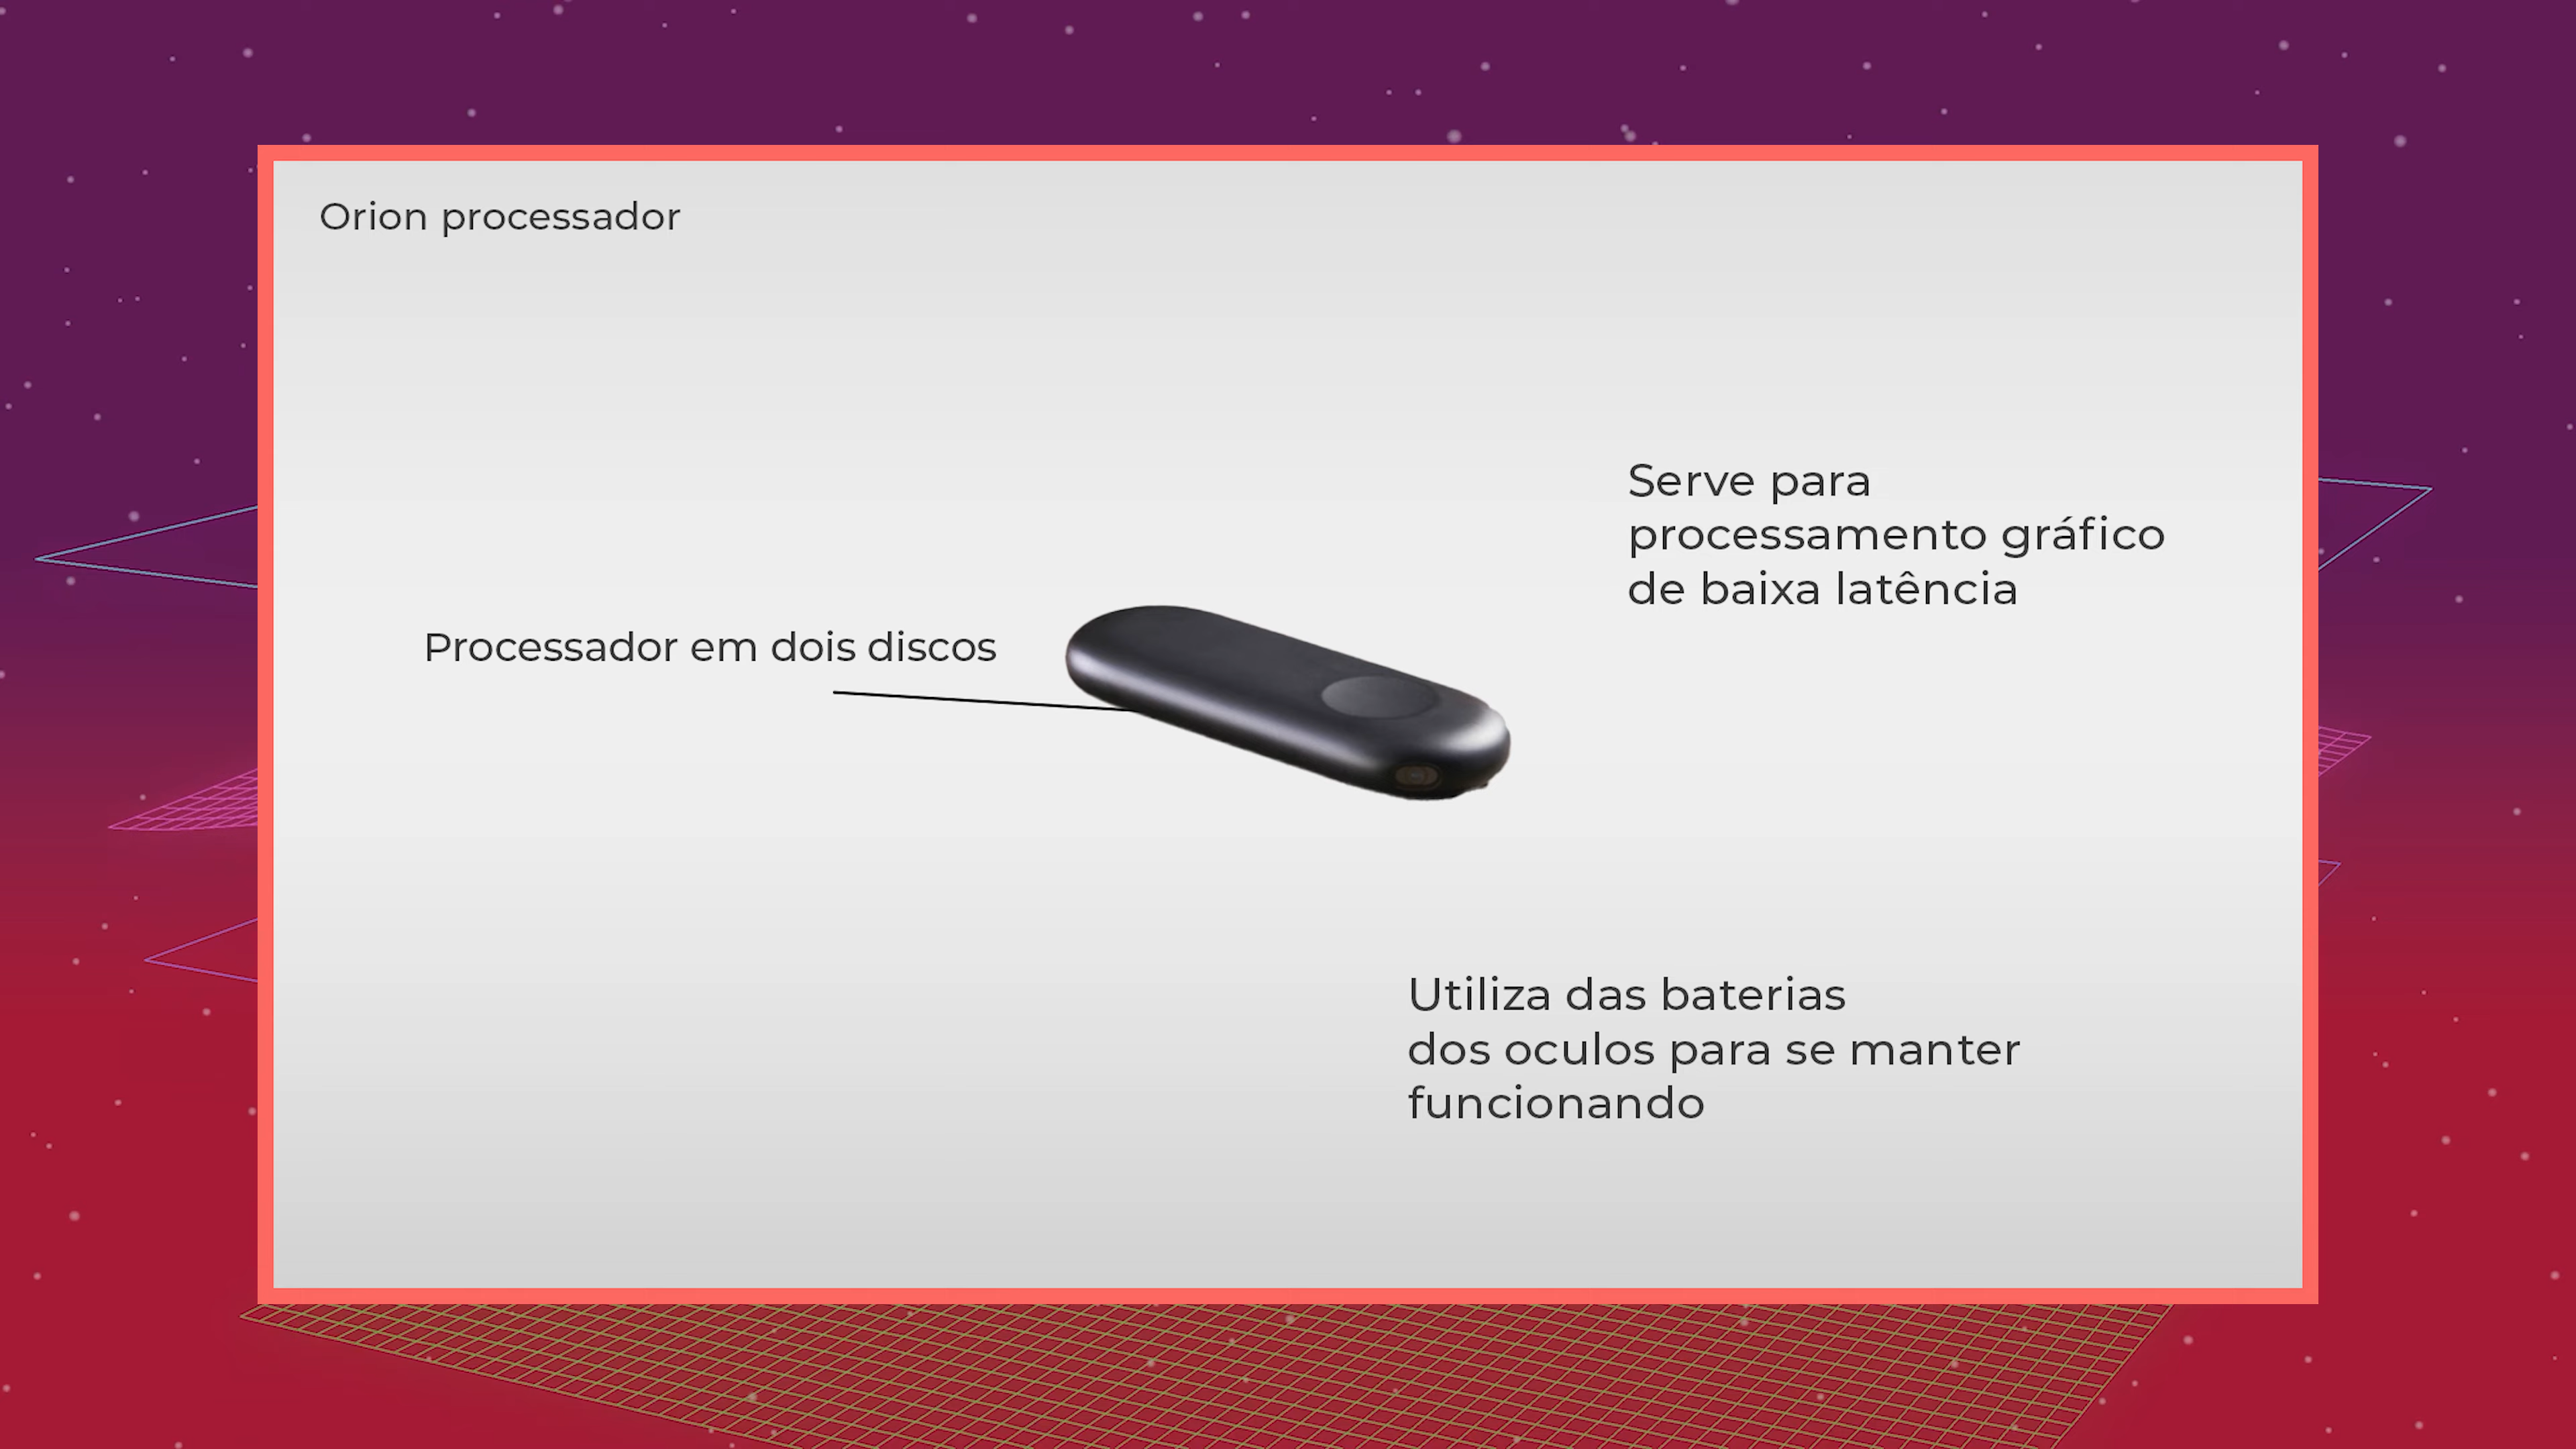 Orion processador
Serve para
processamento gráfico
de baixa latência
Processador em dois discos
Utiliza das baterias
dos oculos para se manter
funcionando